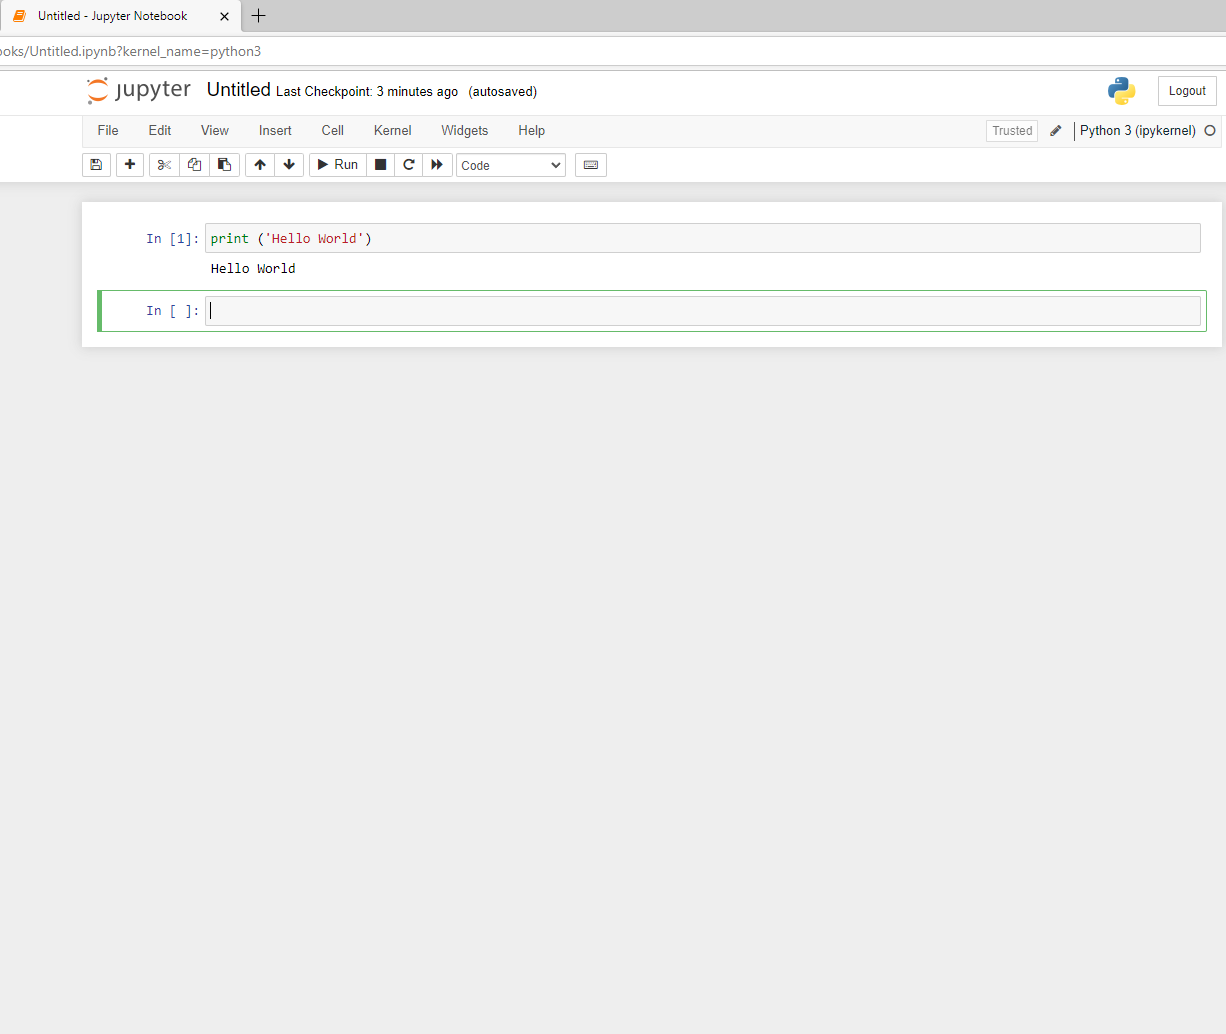 Untitled - Jupyter Notebook
ooks/Untitled.ipynb?kernel_name=python3
jupyter Untitled Last Checkpoint: 3 minutes ago (autosaved) Logout
File Edit View Insert Cell Kernel Widgets Help Trusted Python 3 (ipykernel)
Run Code
In [1]: print ('Hello World')
Hello World
In [ ]: